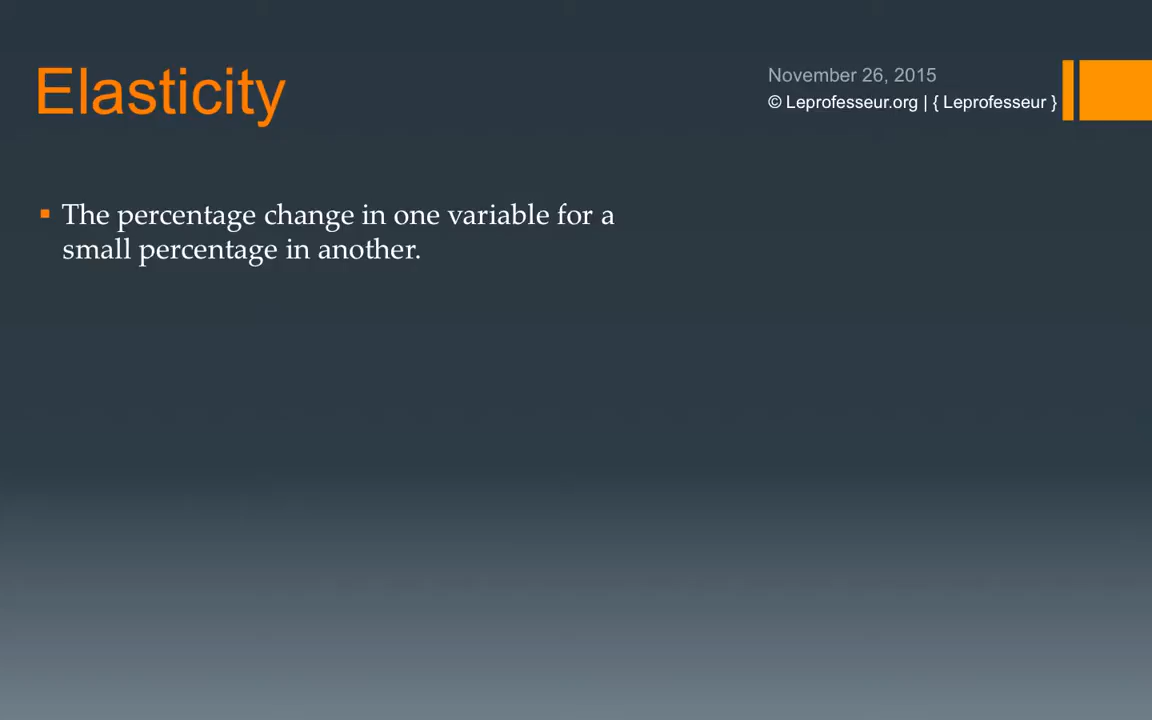 Elasticity
November 26, 2015
© Leprofesseur.org | { Leprofesseur }
▪ The percentage change in one variable for a
small percentage in another.